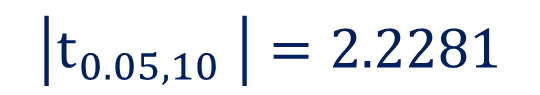 |t₀.₀₅,₁₀ | = 2.2281